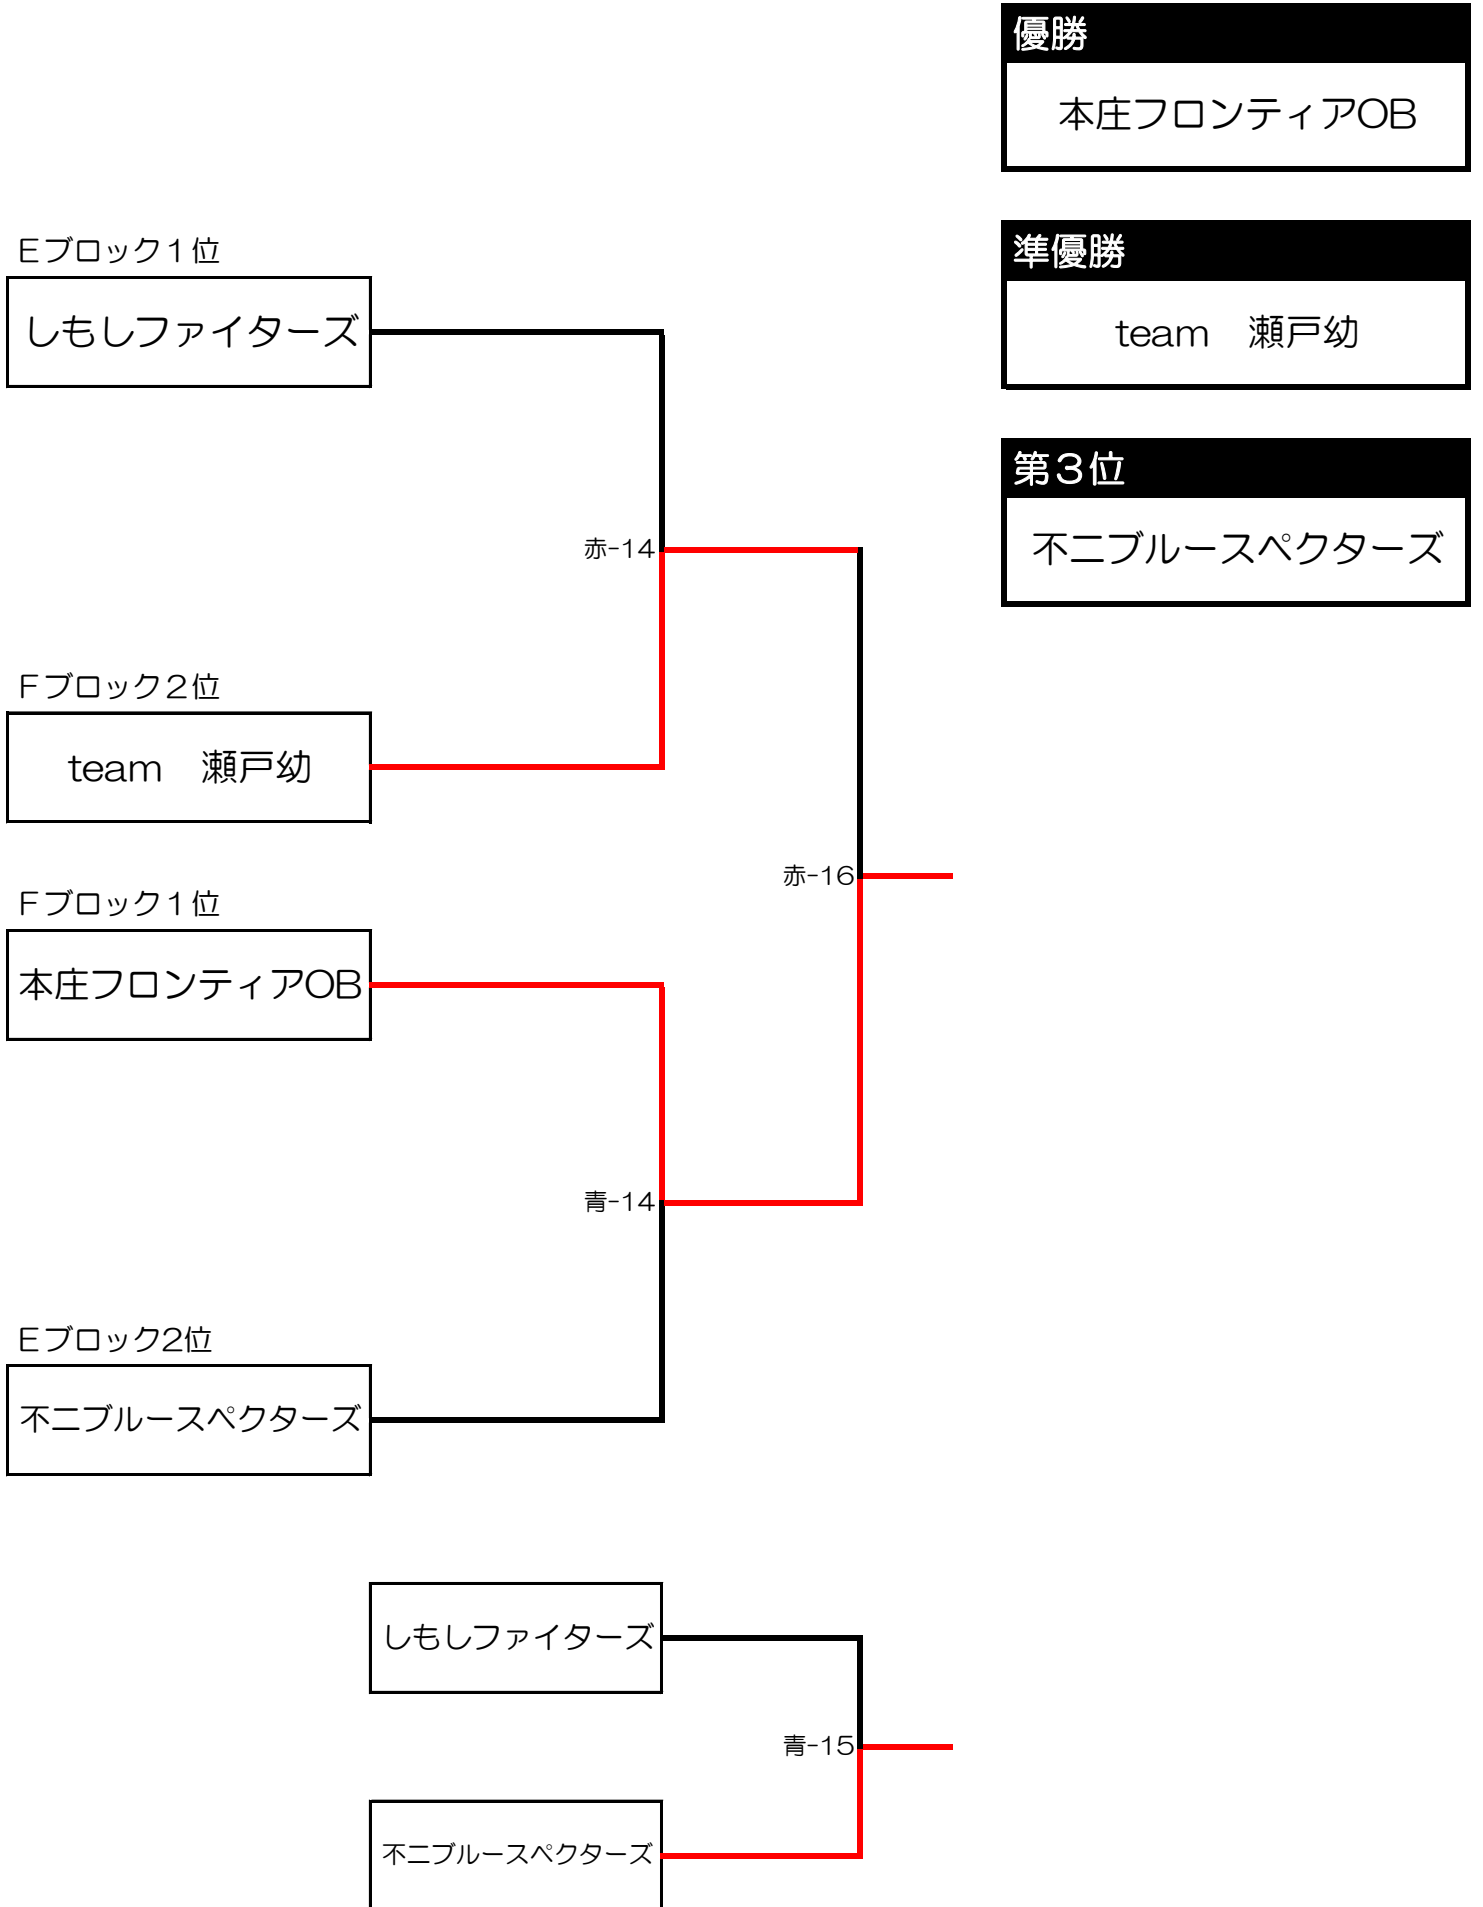 優勝
本庄フロンティアOB
準優勝
team　瀬戸幼
第３位
不二ブルースペクターズ
Ｅブロック１位
しもしファイターズ
赤-14
Ｆブロック２位
team　瀬戸幼
赤-16
Ｆブロック１位
本庄フロンティアOB
青-14
Ｅブロック2位
不二ブルースペクターズ
しもしファイターズ
青-15
不二ブルースペクターズ